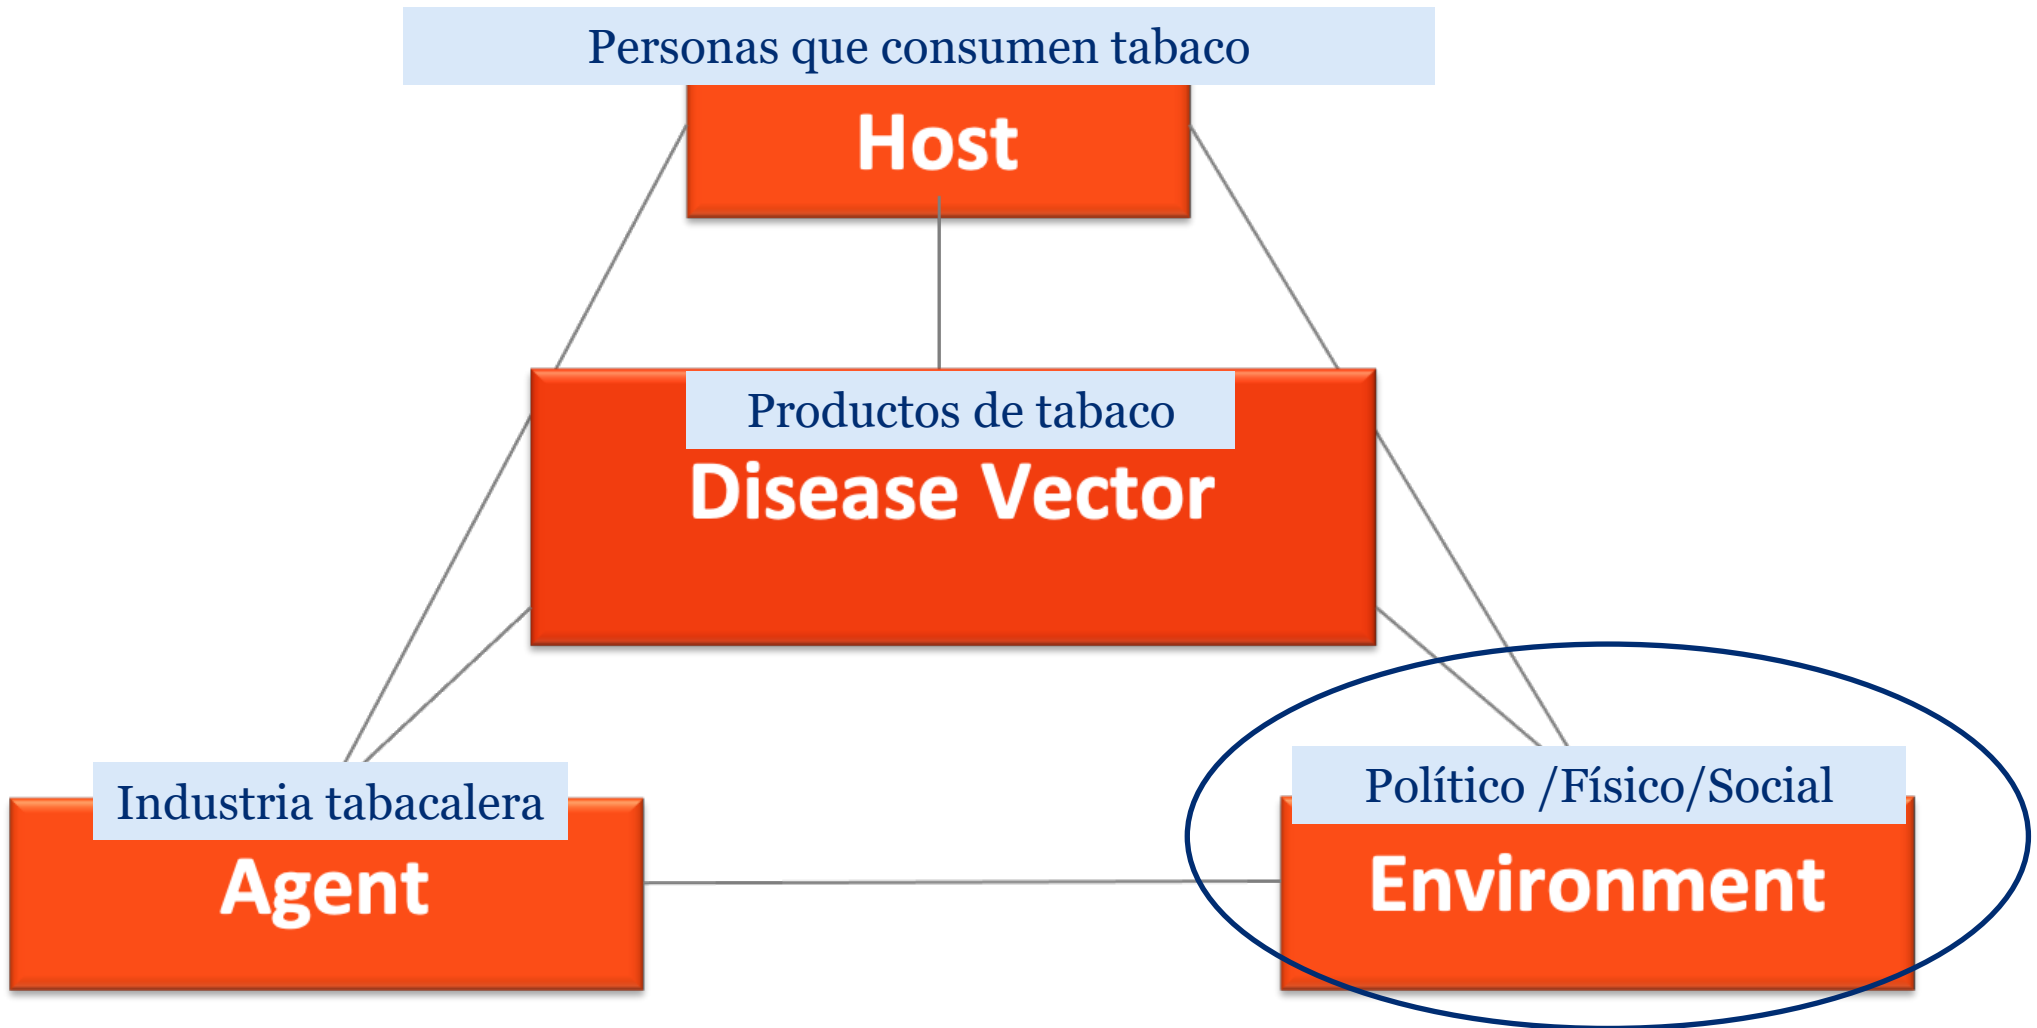 Personas que consumen tabaco
Host
Productos de tabaco
Disease Vector
Industria tabacalera
Agent
Político /Físico/Social
Environment